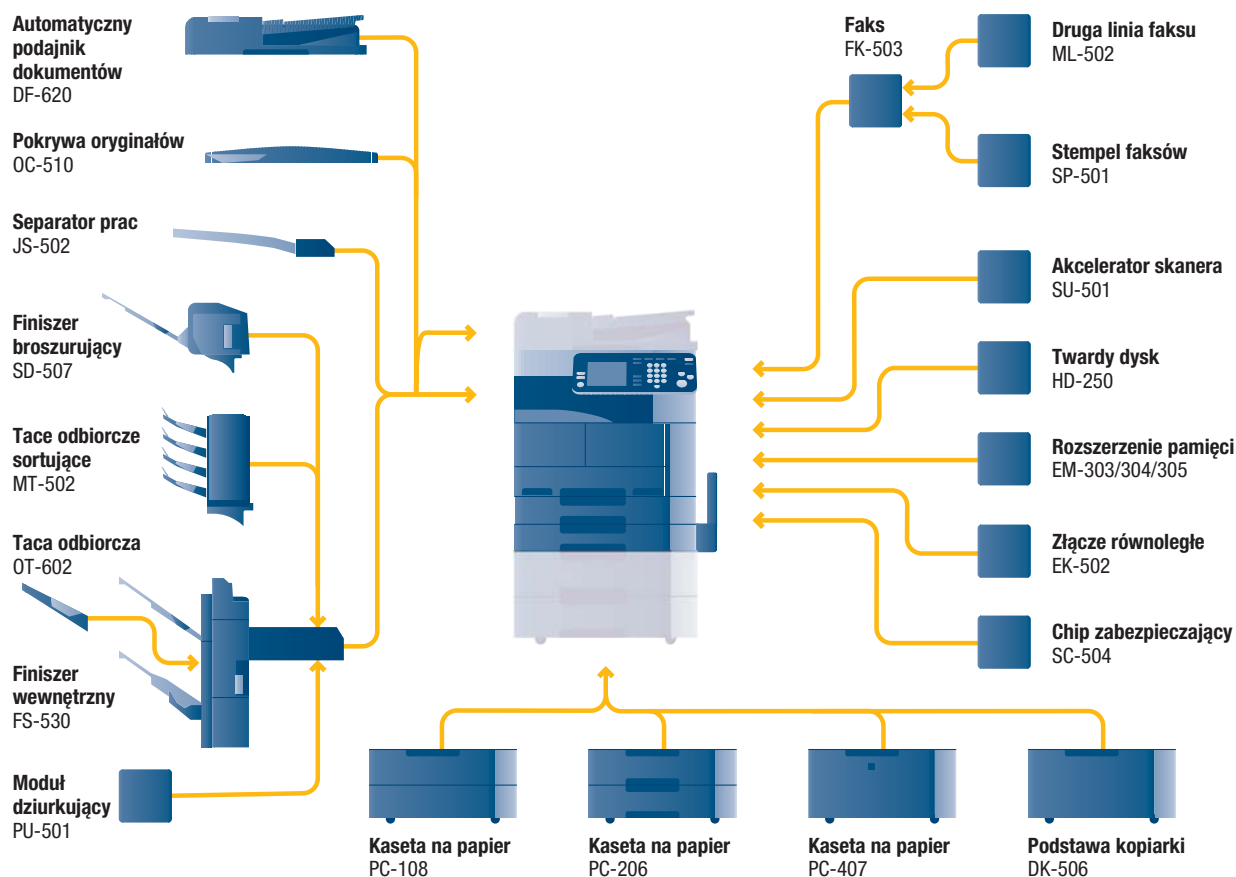 Automatyczny
podajnik
dokumentów
DF-620
Pokrywa oryginałów
OC-510
Separator prac
JS-502
Finiszer
broszurujący
SD-507
Tace odbiorcze
sortujące
MT-502
Taca odbiorcza
OT-602
Finiszer
wewnętrzny
FS-530
Moduł
dziurkujący
PU-501
Faks
FK-503
Druga linia faksu
ML-502
Stempel faksów
SP-501
Akcelerator skanera
SU-501
Twardy dysk
HD-250
Rozszerzenie pamięci
EM-303/304/305
Złącze równoległe
EK-502
Chip zabezpieczający
SC-504
Kaseta na papier
PC-108
Kaseta na papier
PC-206
Kaseta na papier
PC-407
Podstawa kopiarki
DK-506